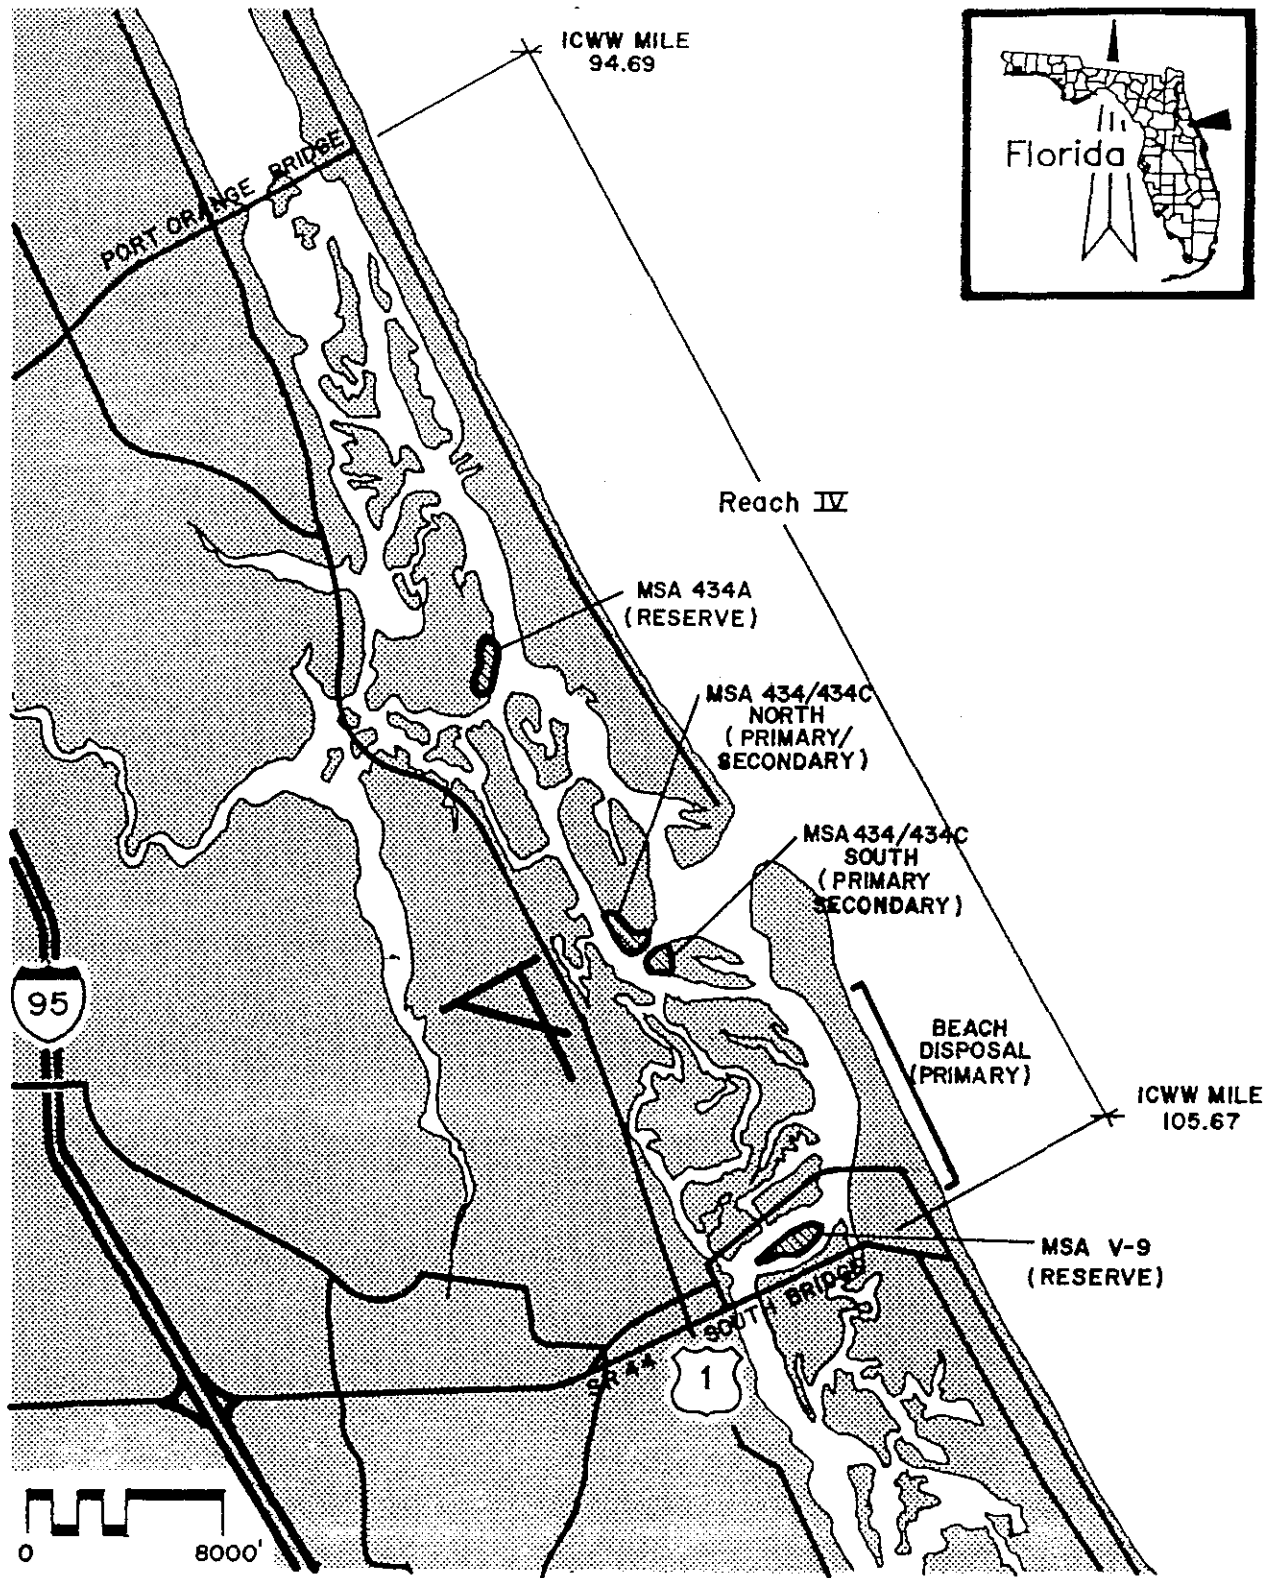 ICWW MILE
94.69
Florida
PORT ORANGE BRIDGE
Reach IV
MSA 434A
(RESERVE)
MSA 434/434C
NORTH
(PRIMARY/
SECONDARY)
MSA 434/434C
SOUTH
(PRIMARY
SECONDARY)
95
BEACH
DISPOSAL
(PRIMARY)
ICWW MILE
105.67
MSA V-9
(RESERVE)
SOUTH BRIDGE
SR 44
1
0 8000'